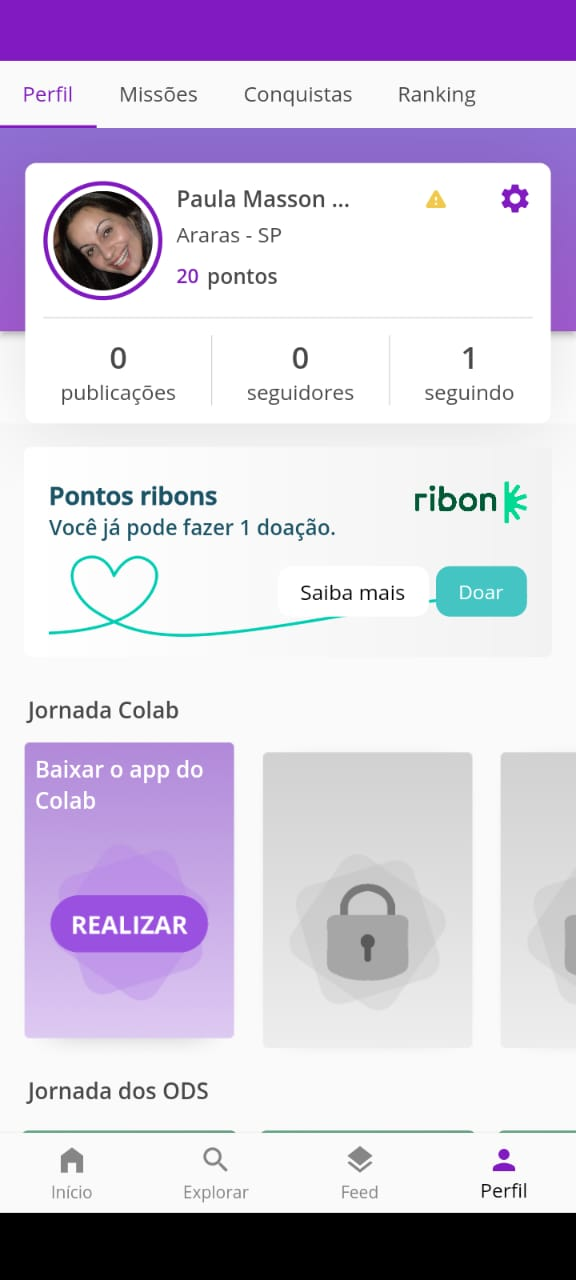 Perfil Missões Conquistas Ranking
Paula Masson ...
Araras - SP
20 pontos
0 0 1
publicações seguidores seguindo
Pontos ribons
ribon
Você já pode fazer 1 doação.
Saiba mais Doar
Jornada Colab
Baixar o app do
Colab
REALIZAR
Jornada dos ODS
Início Explorar Feed Perfil